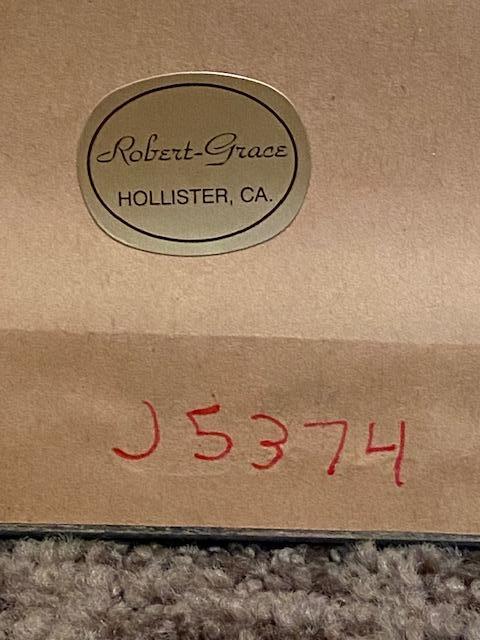 Robert-Grace
HOLLISTER, CA.
J5374